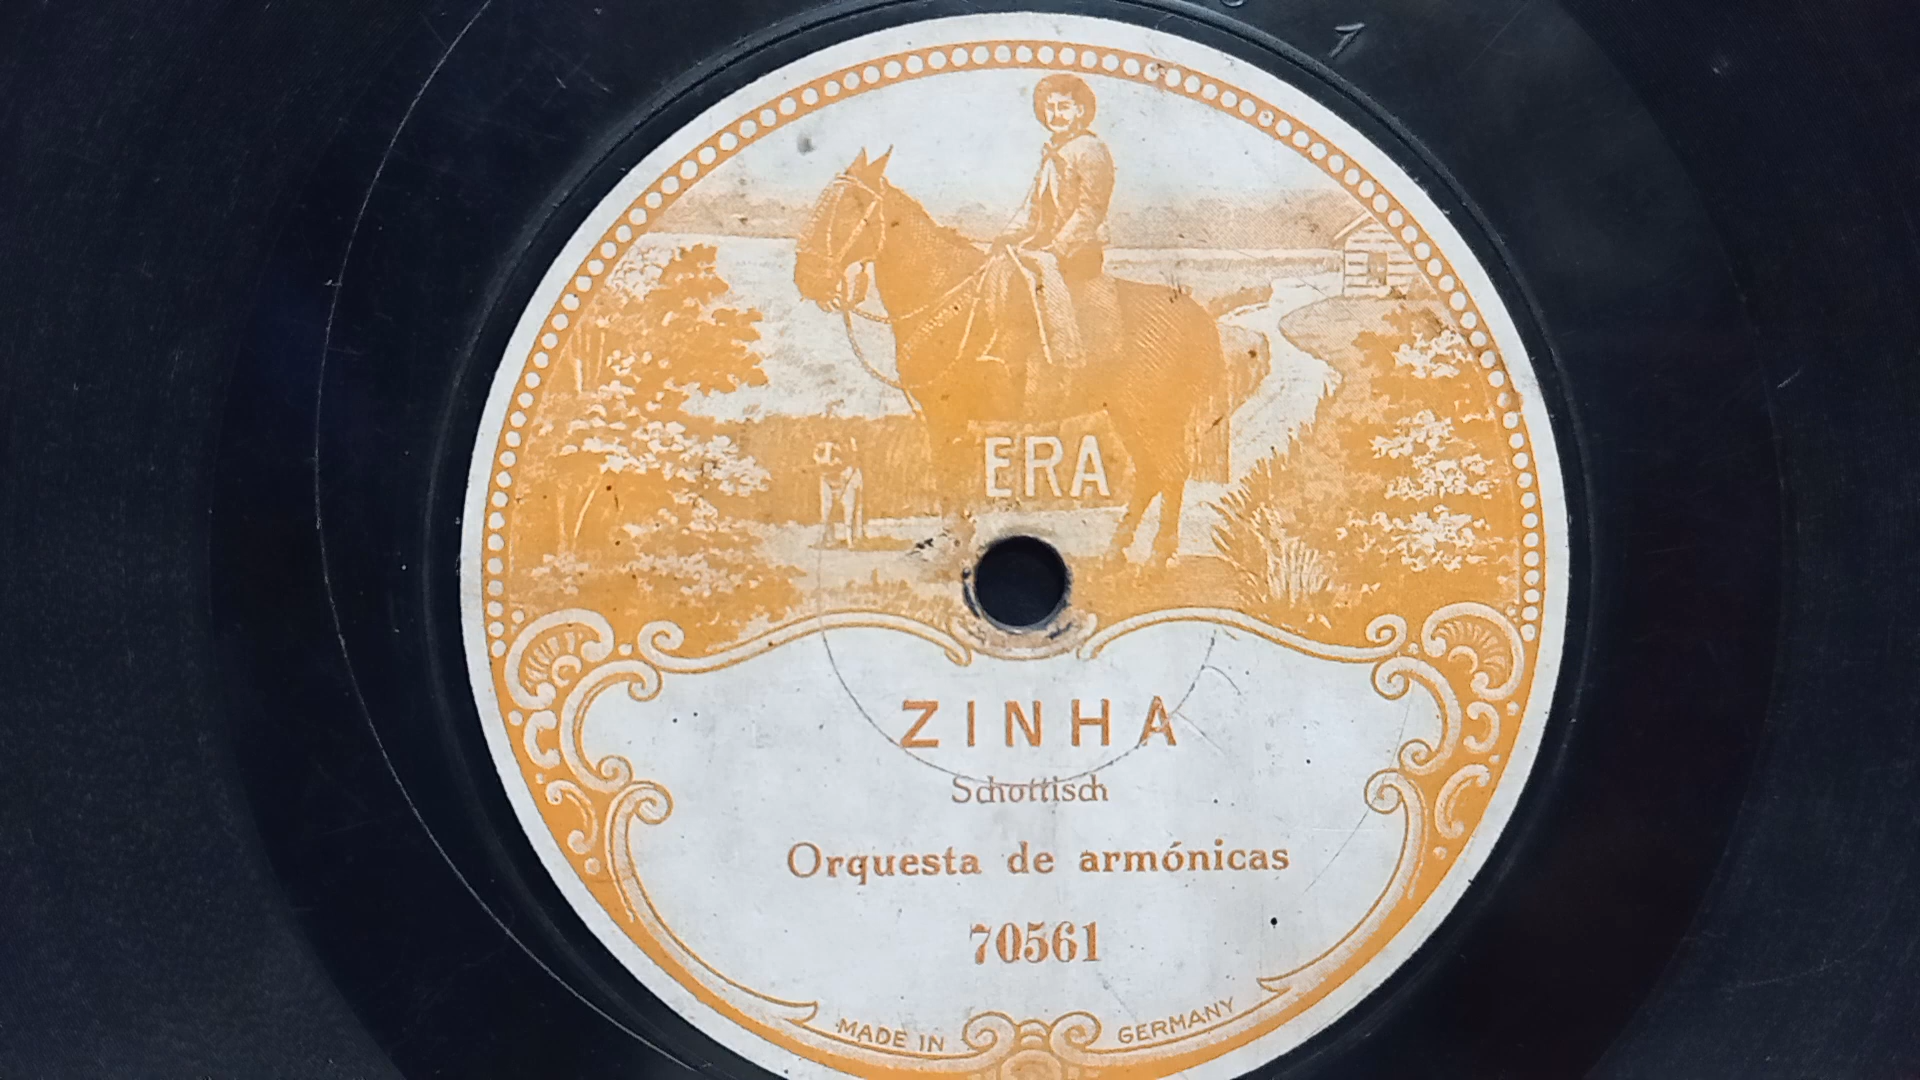 ERA
ZINHA
Schottisch
Orquesta de armónicas
70561
MADE IN GERMANY